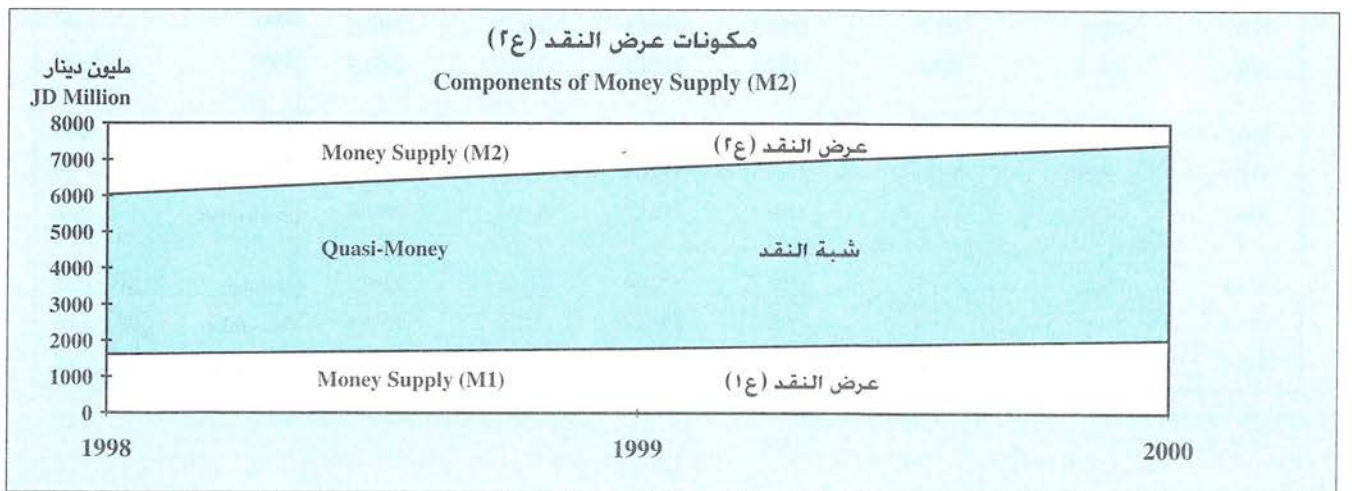 مكونات عرض النقد (ع٢)
Components of Money Supply (M2)
مليون دينار
JD Million
8000
7000
6000
5000
4000
3000
2000
1000
0
Money Supply (M2) عرض النقد (ع٢)
Quasi-Money شبة النقد
Money Supply (M1) عرض النقد (ع١)
1998 1999 2000